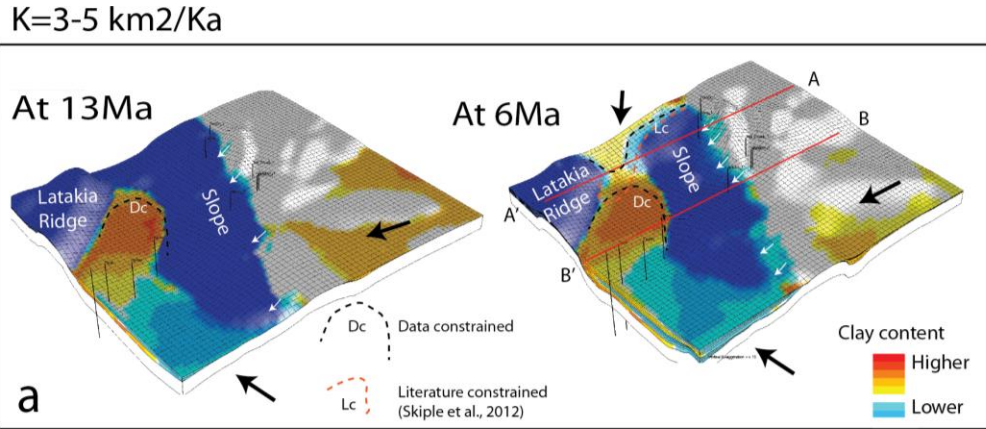 K=3-5 km2/Ka
At 13Ma
At 6Ma
A
B
Lc
Slope
Latakia
Ridge
Dc
Slope
Latakia
Ridge
Dc
A'
B'
Dc Data constrained
Clay content
Higher
Lower
Lc Literature constrained
(Skiple et al., 2012)
a